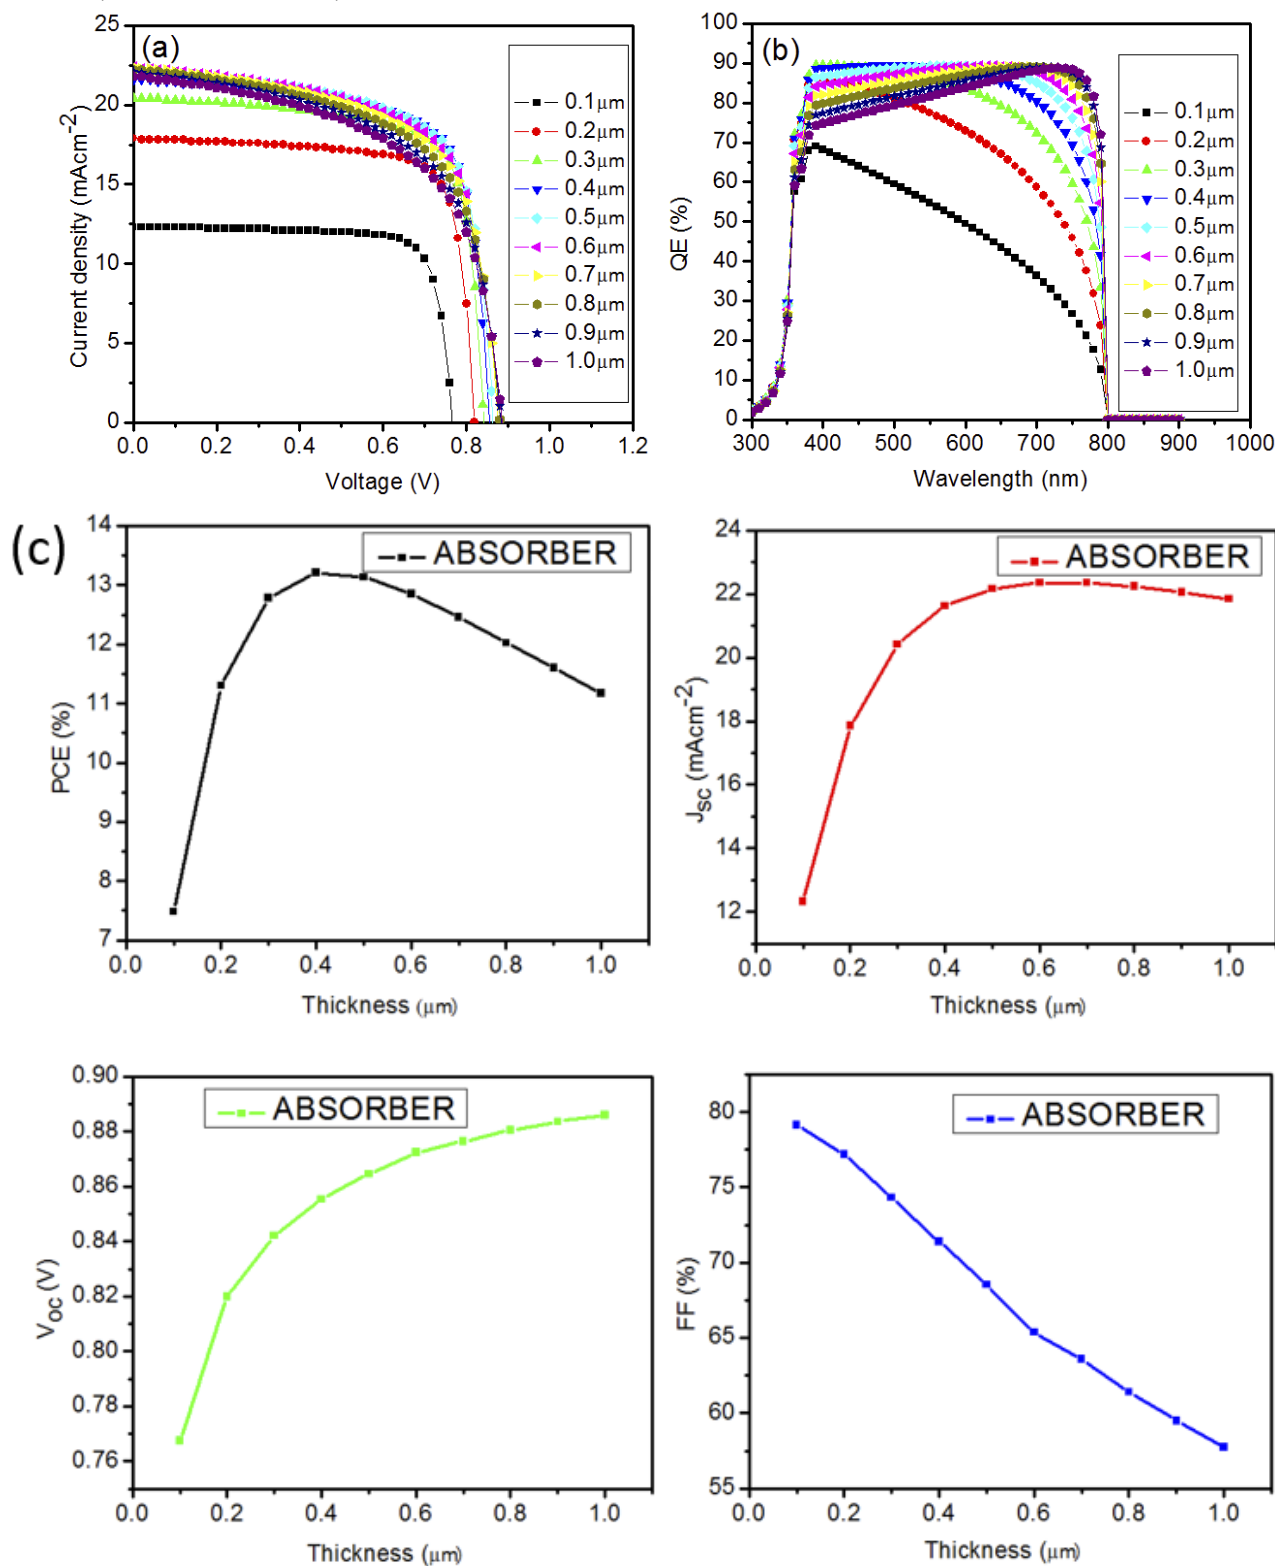 (a)
Current density (mAcm⁻²)
25
20
15
10
5
0
0.0 0.2 0.4 0.6 0.8 1.0 1.2
Voltage (V)
0.1μm
0.2μm
0.3μm
0.4μm
0.5μm
0.6μm
0.7μm
0.8μm
0.9μm
1.0μm
(b)
QE (%)
100
90
80
70
60
50
40
30
20
10
0
300 400 500 600 700 800 900 1000
Wavelength (nm)
0.1μm
0.2μm
0.3μm
0.4μm
0.5μm
0.6μm
0.7μm
0.8μm
0.9μm
1.0μm
(c)
ABSORBER
PCE (%)
14
13
12
11
10
9
8
7
0.0 0.2 0.4 0.6 0.8 1.0
Thickness (μm)
ABSORBER
J_SC (mAcm⁻²)
24
22
20
18
16
14
12
0.0 0.2 0.4 0.6 0.8 1.0
Thickness (μm)
ABSORBER
V_OC (V)
0.90
0.88
0.86
0.84
0.82
0.80
0.78
0.76
0.0 0.2 0.4 0.6 0.8 1.0
Thickness (μm)
ABSORBER
FF (%)
80
75
70
65
60
55
0.0 0.2 0.4 0.6 0.8 1.0
Thickness (μm)